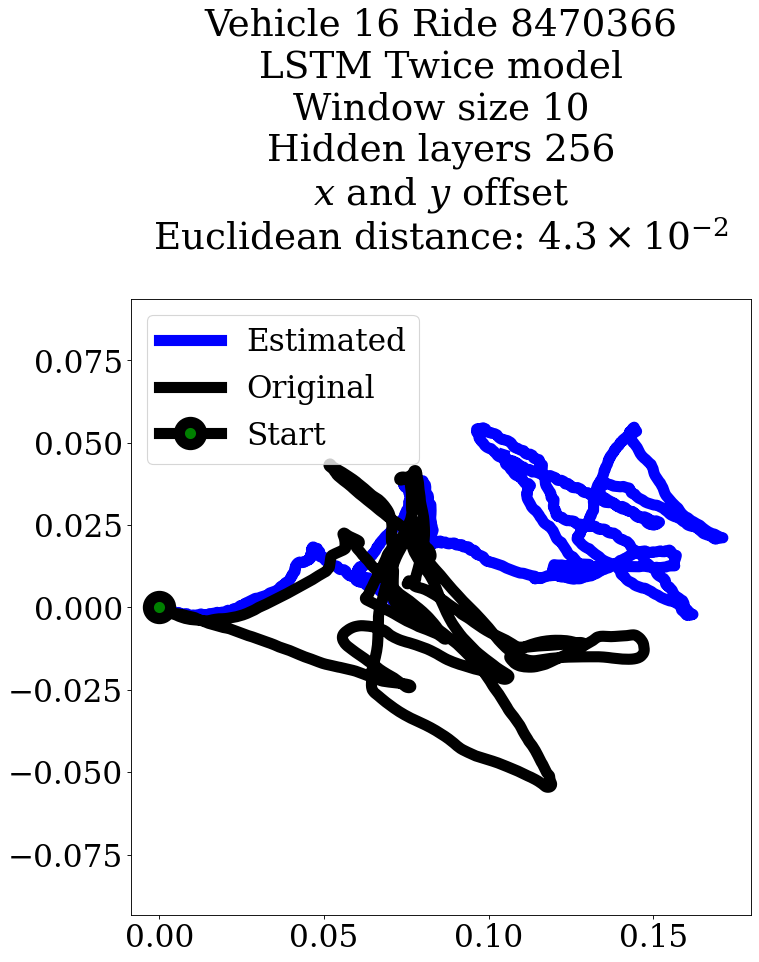 Vehicle 16 Ride 8470366
LSTM Twice model
Window size 10
Hidden layers 256
x and y offset
Euclidean distance: 4.3 × 10⁻²
Estimated
Original
Start
0.075
0.050
0.025
0.000
−0.025
−0.050
−0.075
0.00 0.05 0.10 0.15